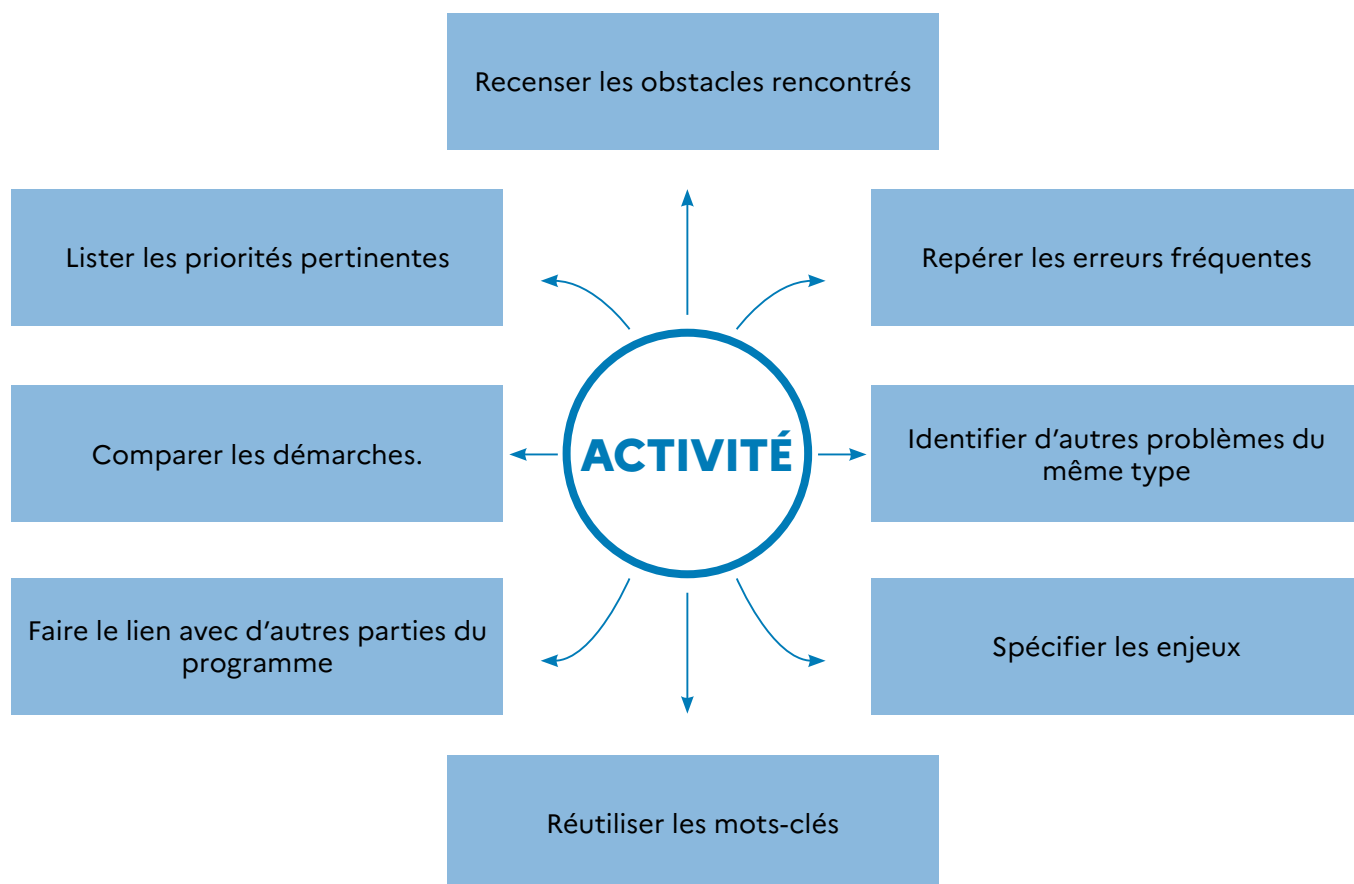 Recenser les obstacles rencontrés
Lister les priorités pertinentes
Repérer les erreurs fréquentes
Comparer les démarches.
ACTIVITÉ
Identifier d'autres problèmes du
même type
Faire le lien avec d'autres parties du
programme
Spécifier les enjeux
Réutiliser les mots-clés